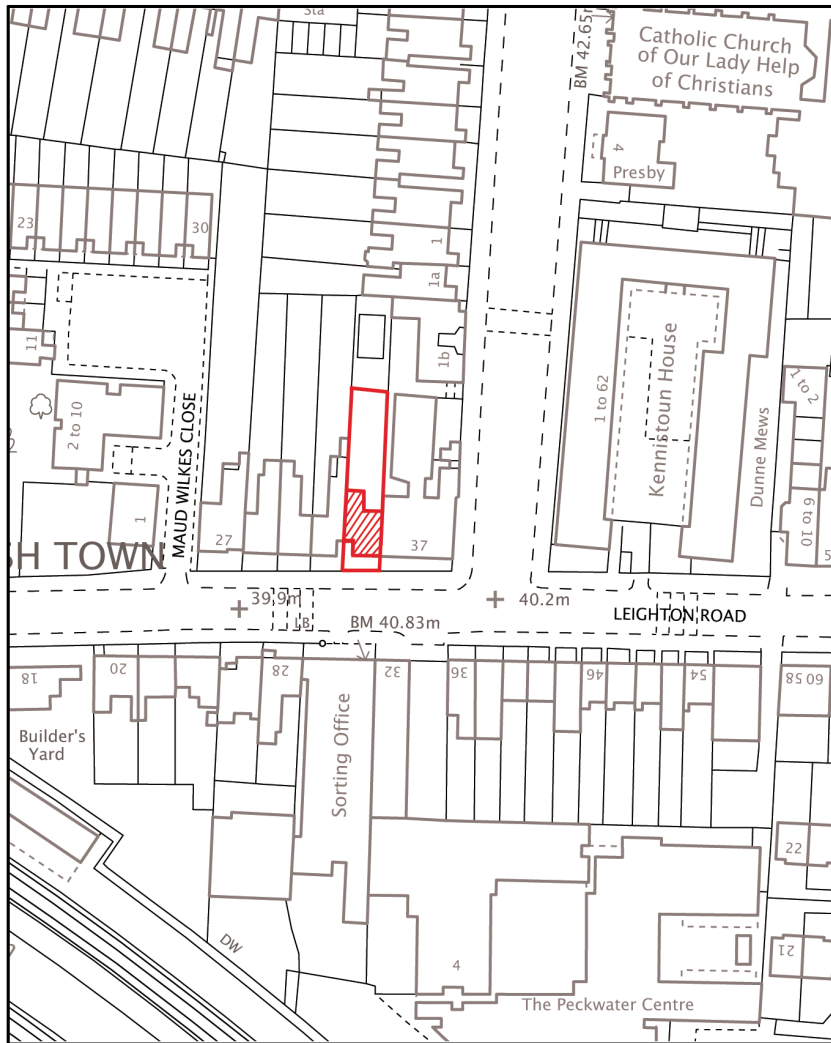 Sta
BM 42.65m
Catholic Church
of Our Lady Help
of Christians
4
Presby
23
30
1
1a
1b
11
2 to 10
MAUD WILKES CLOSE
1
SH TOWN
27
37
1 to 62
Kennistoun House
Dunne Mews
1 to 2
6 to 10
5
39.9m
40.2m
LEIGHTON ROAD
LB
BM 40.83m
18
20
28
32
36
46
54
58
60
Builder's
Yard
Sorting Office
22
21
DW
4
The Peckwater Centre